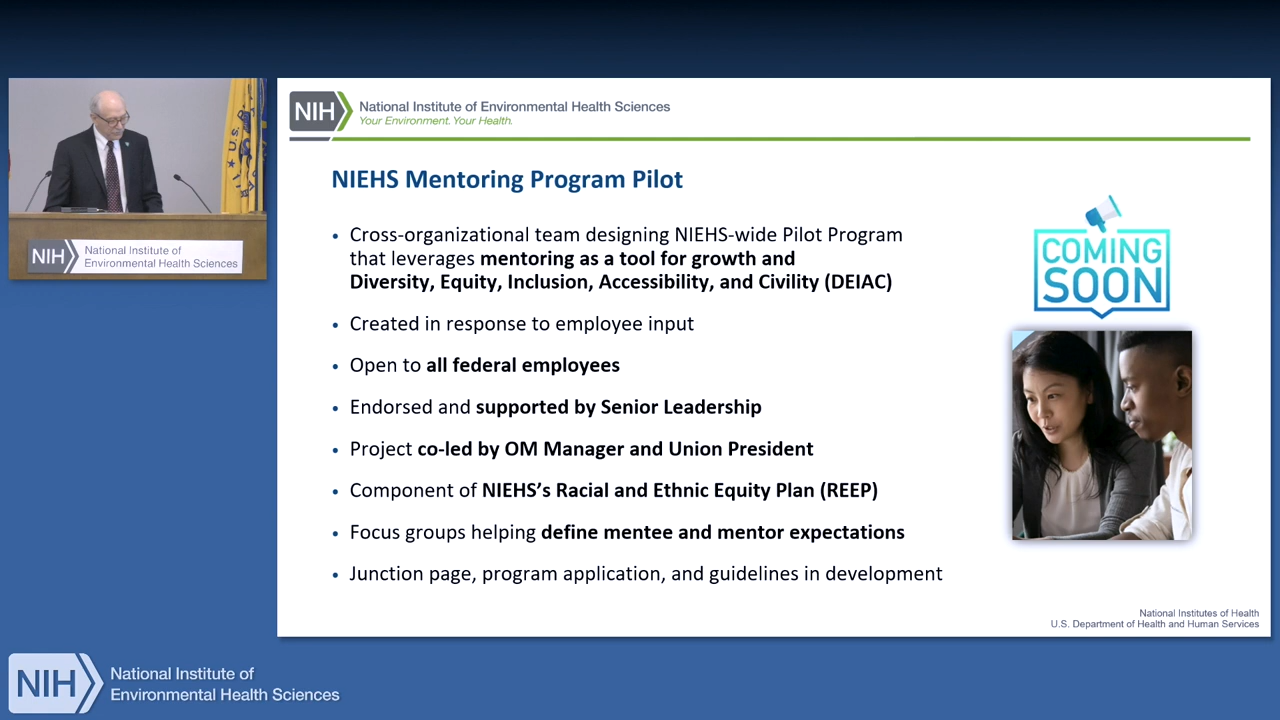 NIH
National Institute of
Environmental Health Sciences
U.S.
NIH
National Institute of Environmental Health Sciences
Your Environment. Your Health.
NIEHS Mentoring Program Pilot
• Cross-organizational team designing NIEHS-wide Pilot Program
that leverages mentoring as a tool for growth and
Diversity, Equity, Inclusion, Accessibility, and Civility (DEIAC)
• Created in response to employee input
• Open to all federal employees
• Endorsed and supported by Senior Leadership
• Project co-led by OM Manager and Union President
• Component of NIEHS’s Racial and Ethnic Equity Plan (REEP)
• Focus groups helping define mentee and mentor expectations
• Junction page, program application, and guidelines in development
COMING
SOON
National Institutes of Health
U.S. Department of Health and Human Services
NIH
National Institute of
Environmental Health Sciences